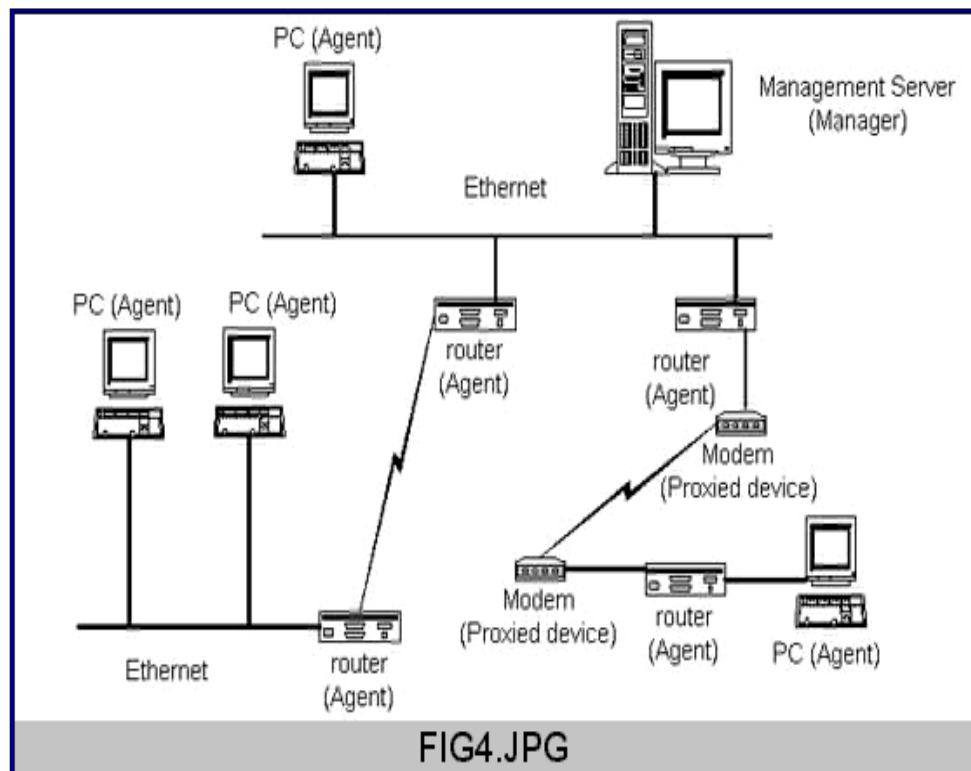 PC (Agent)
Management Server
(Manager)
Ethernet
PC (Agent)
PC (Agent)
router
(Agent)
router
(Agent)
Modem
(Proxied device)
Modem
(Proxied device)
router
(Agent)
PC (Agent)
Ethernet
router
(Agent)
FIG4.JPG